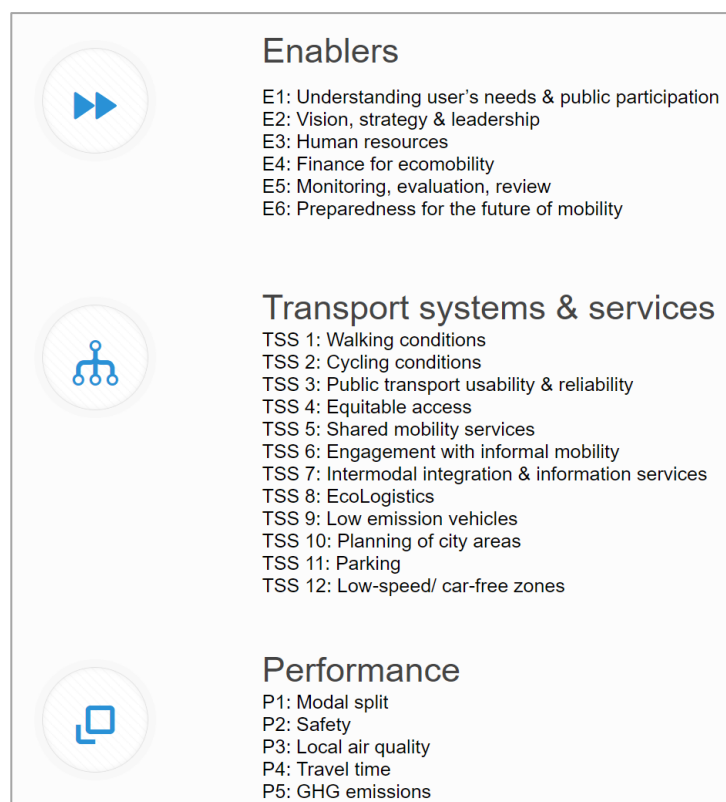 Enablers
E1: Understanding user's needs & public participation
E2: Vision, strategy & leadership
E3: Human resources
E4: Finance for ecomobility
E5: Monitoring, evaluation, review
E6: Preparedness for the future of mobility
Transport systems & services
TSS 1: Walking conditions
TSS 2: Cycling conditions
TSS 3: Public transport usability & reliability
TSS 4: Equitable access
TSS 5: Shared mobility services
TSS 6: Engagement with informal mobility
TSS 7: Intermodal integration & information services
TSS 8: EcoLogistics
TSS 9: Low emission vehicles
TSS 10: Planning of city areas
TSS 11: Parking
TSS 12: Low-speed/ car-free zones
Performance
P1: Modal split
P2: Safety
P3: Local air quality
P4: Travel time
P5: GHG emissions